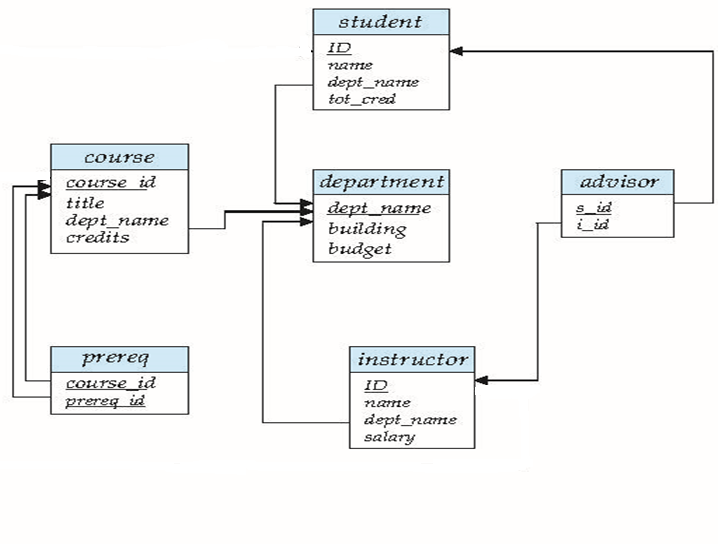 student
ID
name
dept_name
tot_cred
course
course_id
title
dept_name
credits
department
dept_name
building
budget
advisor
s_id
i_id
prereq
course_id
prereq_id
instructor
ID
name
dept_name
salary